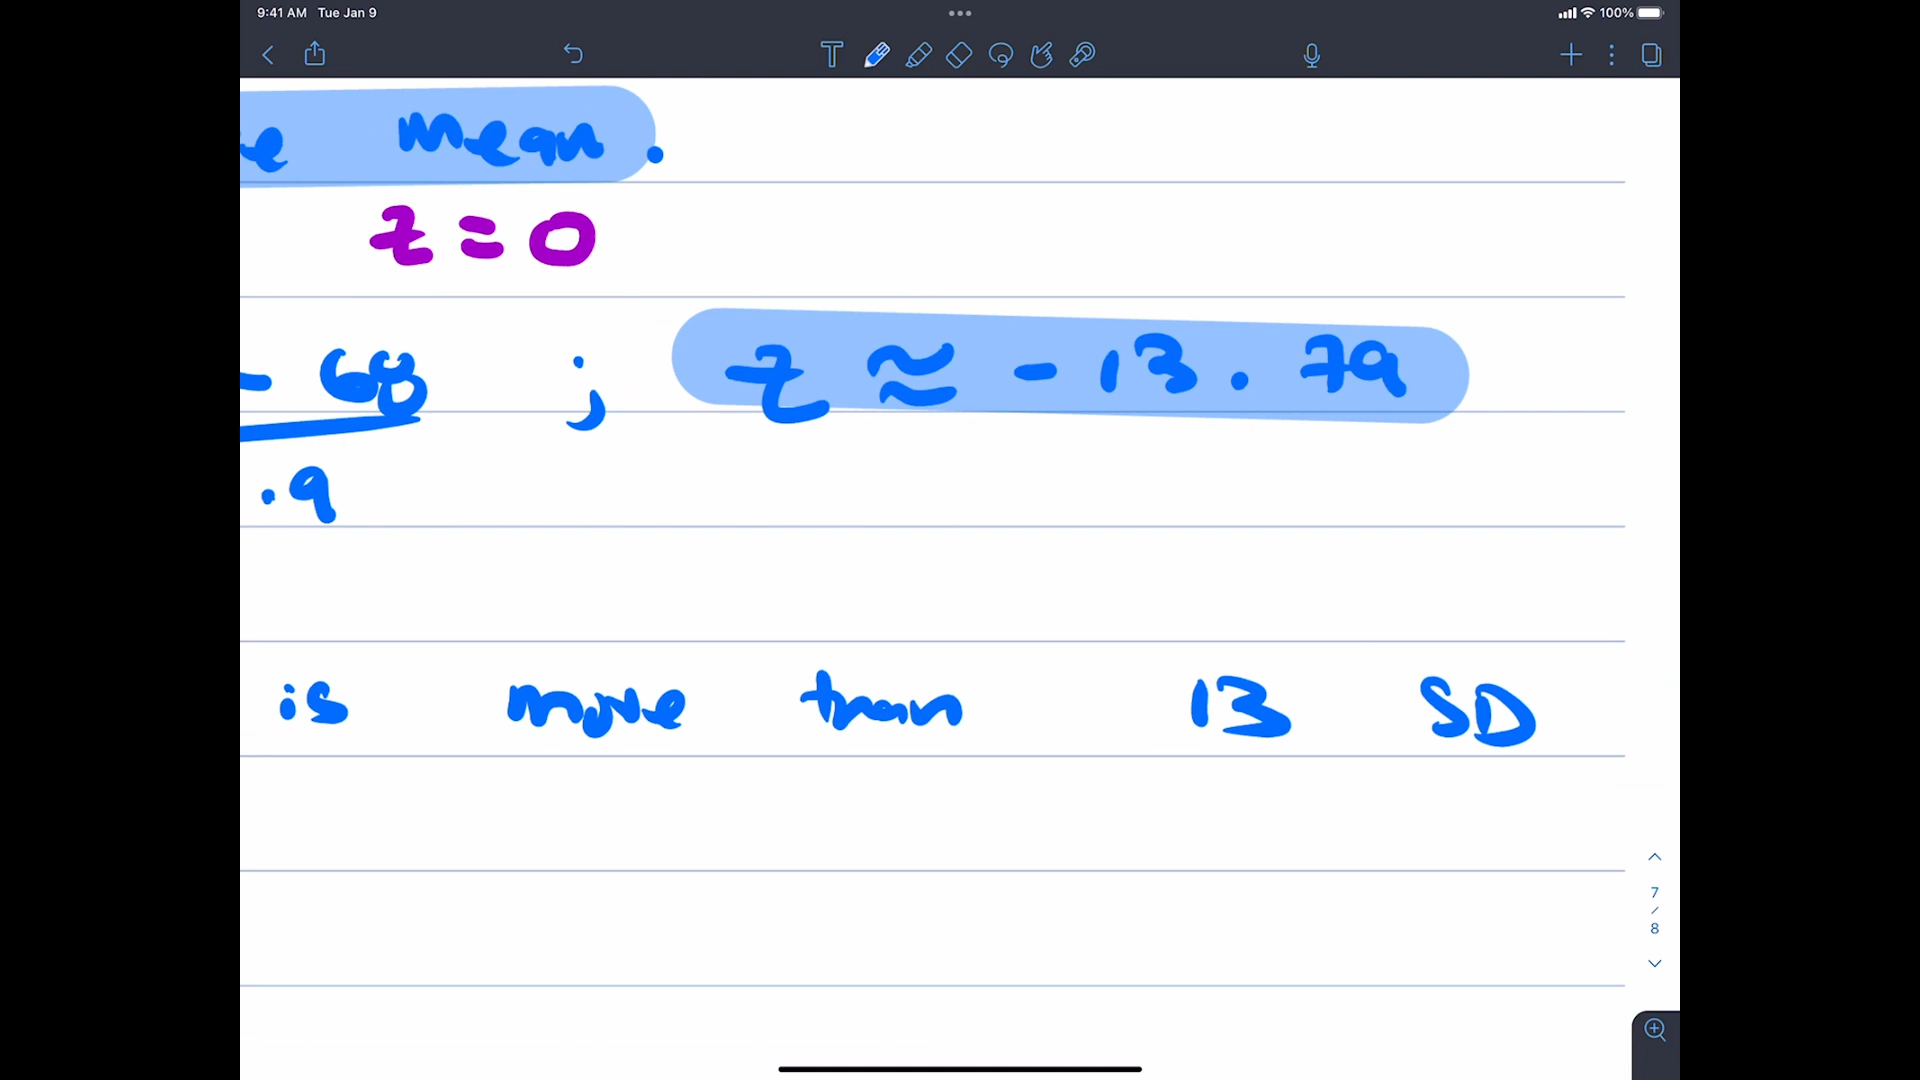 9:41 AM Tue Jan 9 100%
e mean.
z = 0
- 68 ; z ≈ - 13.79
.9
is more than 13 SD
7
/
8